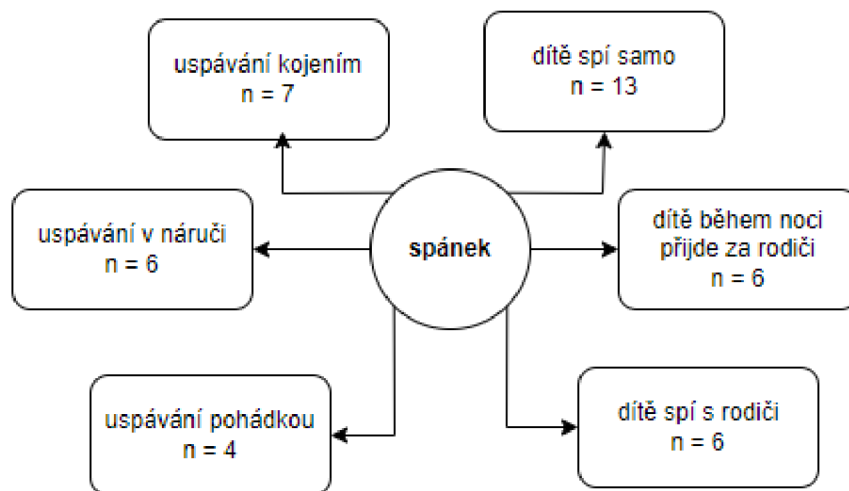 uspávání kojením
n = 7
dítě spí samo
n = 13
uspávání v náruči
n = 6
spánek
dítě během noci
přijde za rodiči
n = 6
uspávání pohádkou
n = 4
dítě spí s rodiči
n = 6